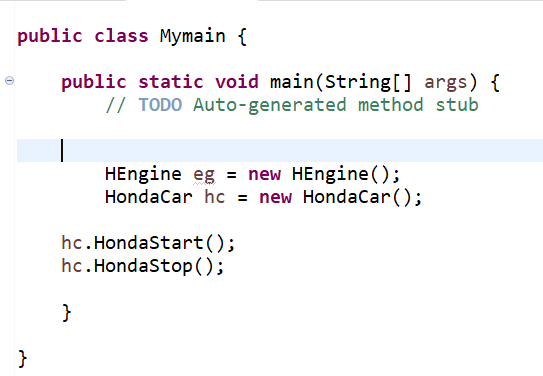 public class Mymain {
public static void main(String[] args) {
// TODO Auto-generated method stub
HEngine eg = new HEngine();
HondaCar hc = new HondaCar();
hc.HondaStart();
hc.HondaStop();
}
}